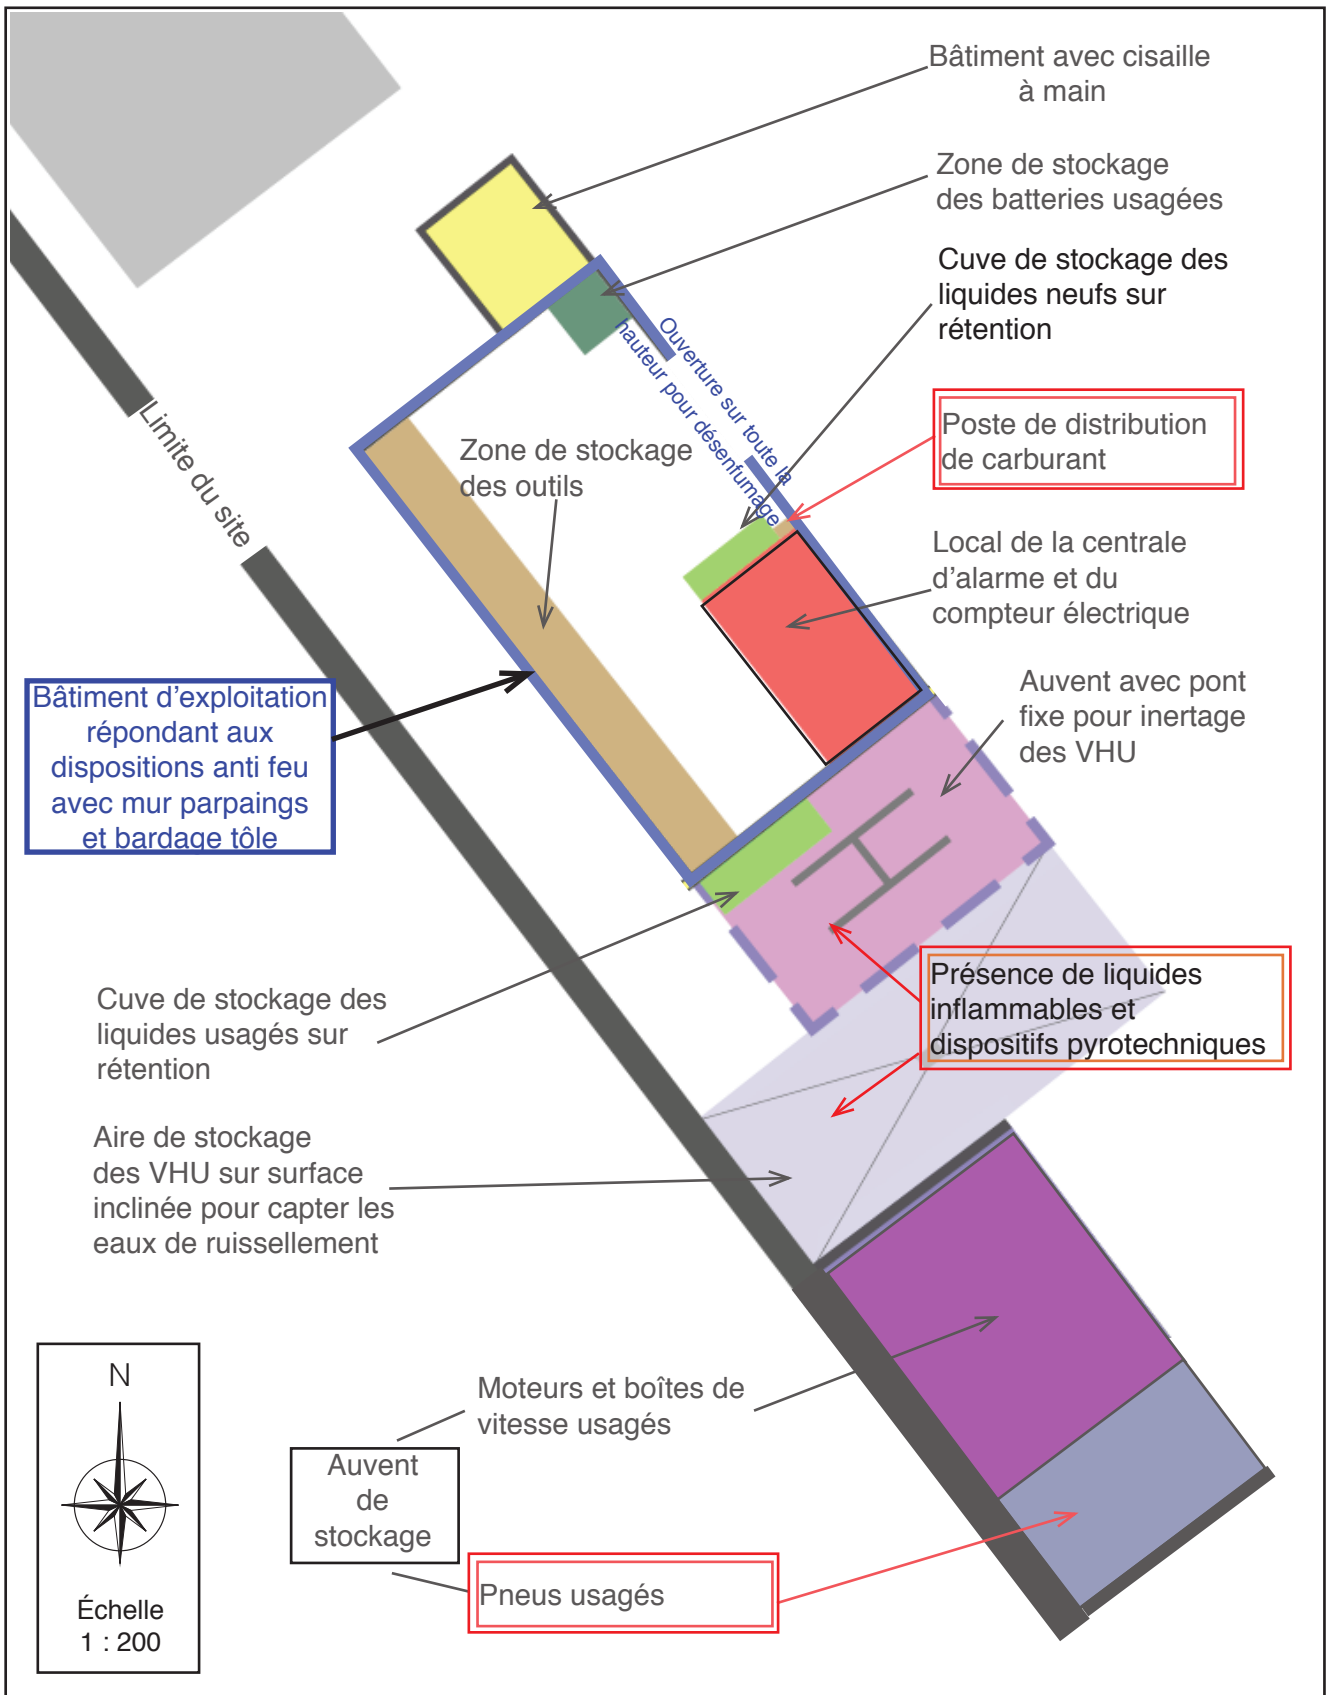 Bâtiment avec cisaille
à main
Zone de stockage
des batteries usagées
Cuve de stockage des
liquides neufs sur
rétention
Ouverture sur toute la
hauteur pour désenfumage
Poste de distribution
de carburant
Limite du site
Zone de stockage
des outils
Local de la centrale
d’alarme et du
compteur électrique
Bâtiment d’exploitation
répondant aux
dispositions anti feu
avec mur parpaings
et bardage tôle
Auvent avec pont
fixe pour inertage
des VHU
Présence de liquides
inflammables et
dispositifs pyrotechniques
Cuve de stockage des
liquides usagés sur
rétention
Aire de stockage
des VHU sur surface
inclinée pour capter les
eaux de ruissellement
N
Échelle
1 : 200
Moteurs et boîtes de
vitesse usagés
Auvent
de
stockage
Pneus usagés